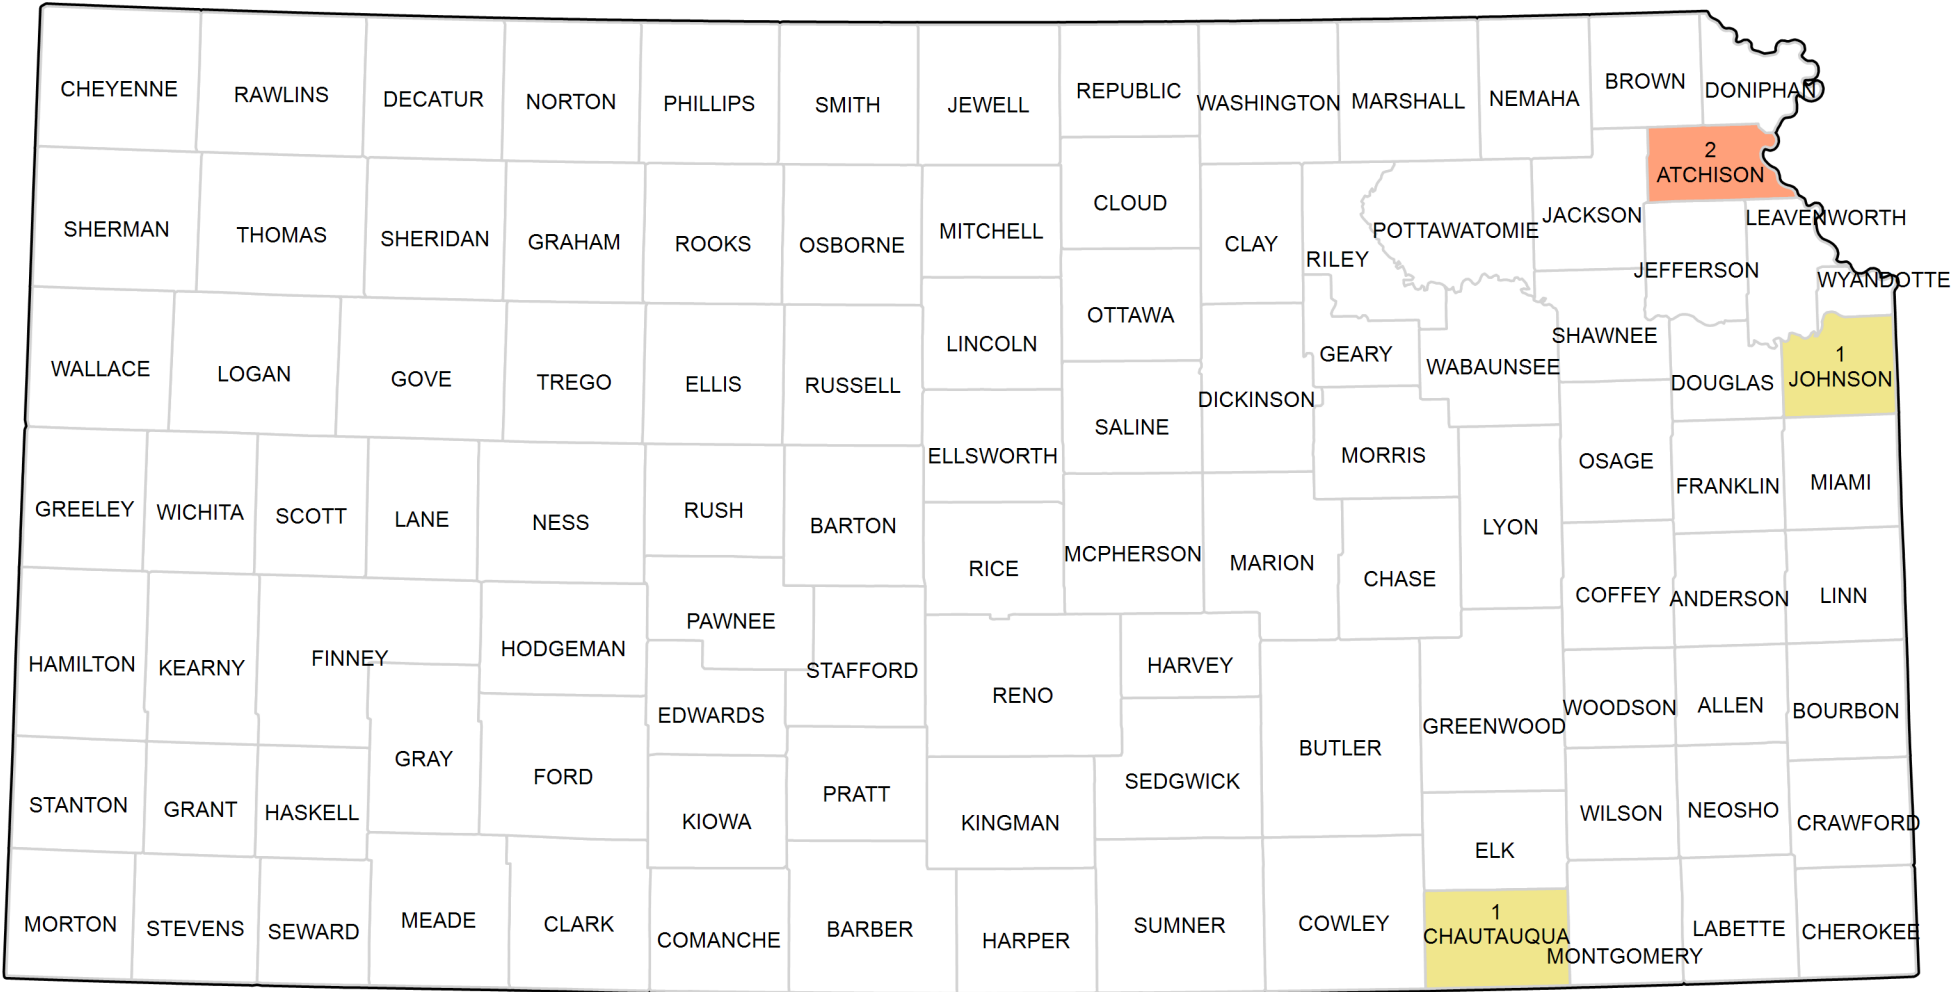 CHEYENNE
RAWLINS
DECATUR
NORTON
PHILLIPS
SMITH
JEWELL
REPUBLIC
WASHINGTON
MARSHALL
NEMAHA
BROWN
DONIPHAN
2
ATCHISON
SHERMAN
THOMAS
SHERIDAN
GRAHAM
ROOKS
OSBORNE
MITCHELL
CLOUD
CLAY
RILEY
POTTAWATOMIE
JACKSON
JEFFERSON
LEAVENWORTH
WYANDOTTE
WALLACE
LOGAN
GOVE
TREGO
ELLIS
RUSSELL
LINCOLN
OTTAWA
DICKINSON
GEARY
WABAUNSEE
SHAWNEE
DOUGLAS
1
JOHNSON
ELLSWORTH
SALINE
MORRIS
OSAGE
FRANKLIN
MIAMI
GREELEY
WICHITA
SCOTT
LANE
NESS
RUSH
BARTON
RICE
MCPHERSON
MARION
CHASE
LYON
COFFEY
ANDERSON
LINN
HAMILTON
KEARNY
FINNEY
HODGEMAN
PAWNEE
STAFFORD
RENO
HARVEY
EDWARDS
GRAY
FORD
BUTLER
GREENWOOD
WOODSON
ALLEN
BOURBON
STANTON
GRANT
HASKELL
KIOWA
PRATT
KINGMAN
SEDGWICK
ELK
WILSON
NEOSHO
CRAWFORD
MORTON
STEVENS
SEWARD
MEADE
CLARK
COMANCHE
BARBER
HARPER
SUMNER
COWLEY
1
CHAUTAUQUA
MONTGOMERY
LABETTE
CHEROKEE